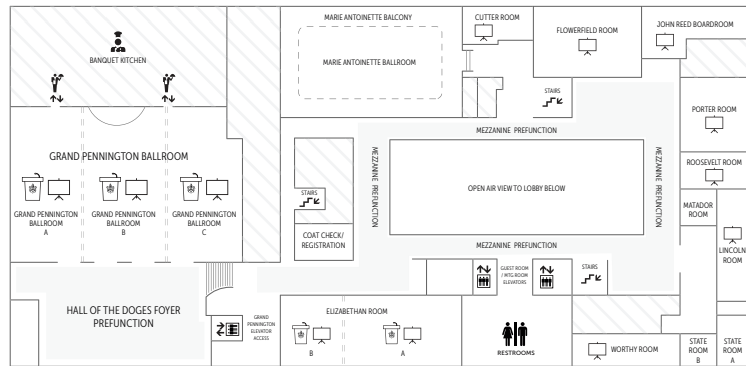 MARIE ANTOINETTE BALCONY
CUTTER ROOM
FLOWERFIELD ROOM
JOHN REED BOARDROOM
BANQUET KITCHEN
MARIE ANTOINETTE BALLROOM
STAIRS
PORTER ROOM
MEZZANINE PREFUNCTION
GRAND PENNINGTON BALLROOM
MEZZANINE PREFUNCTION
MEZZANINE PREFUNCTION
ROOSEVELT ROOM
OPEN AIR VIEW TO LOBBY BELOW
STAIRS
MATADOR
ROOM
GRAND PENNINGTON
BALLROOM
A
GRAND PENNINGTON
BALLROOM
B
GRAND PENNINGTON
BALLROOM
C
COAT CHECK/
REGISTRATION
MEZZANINE PREFUNCTION
LINCOLN
ROOM
GUEST ROOM
/ MTG-ROOM
ELEVATORS
STAIRS
HALL OF THE DOGES FOYER
PREFUNCTION
GRAND
PENNINGTON
ELEVATOR
ACCESS
ELIZABETHAN ROOM
B
A
RESTROOMS
WORTHY ROOM
STATE
ROOM
B
STATE
ROOM
A